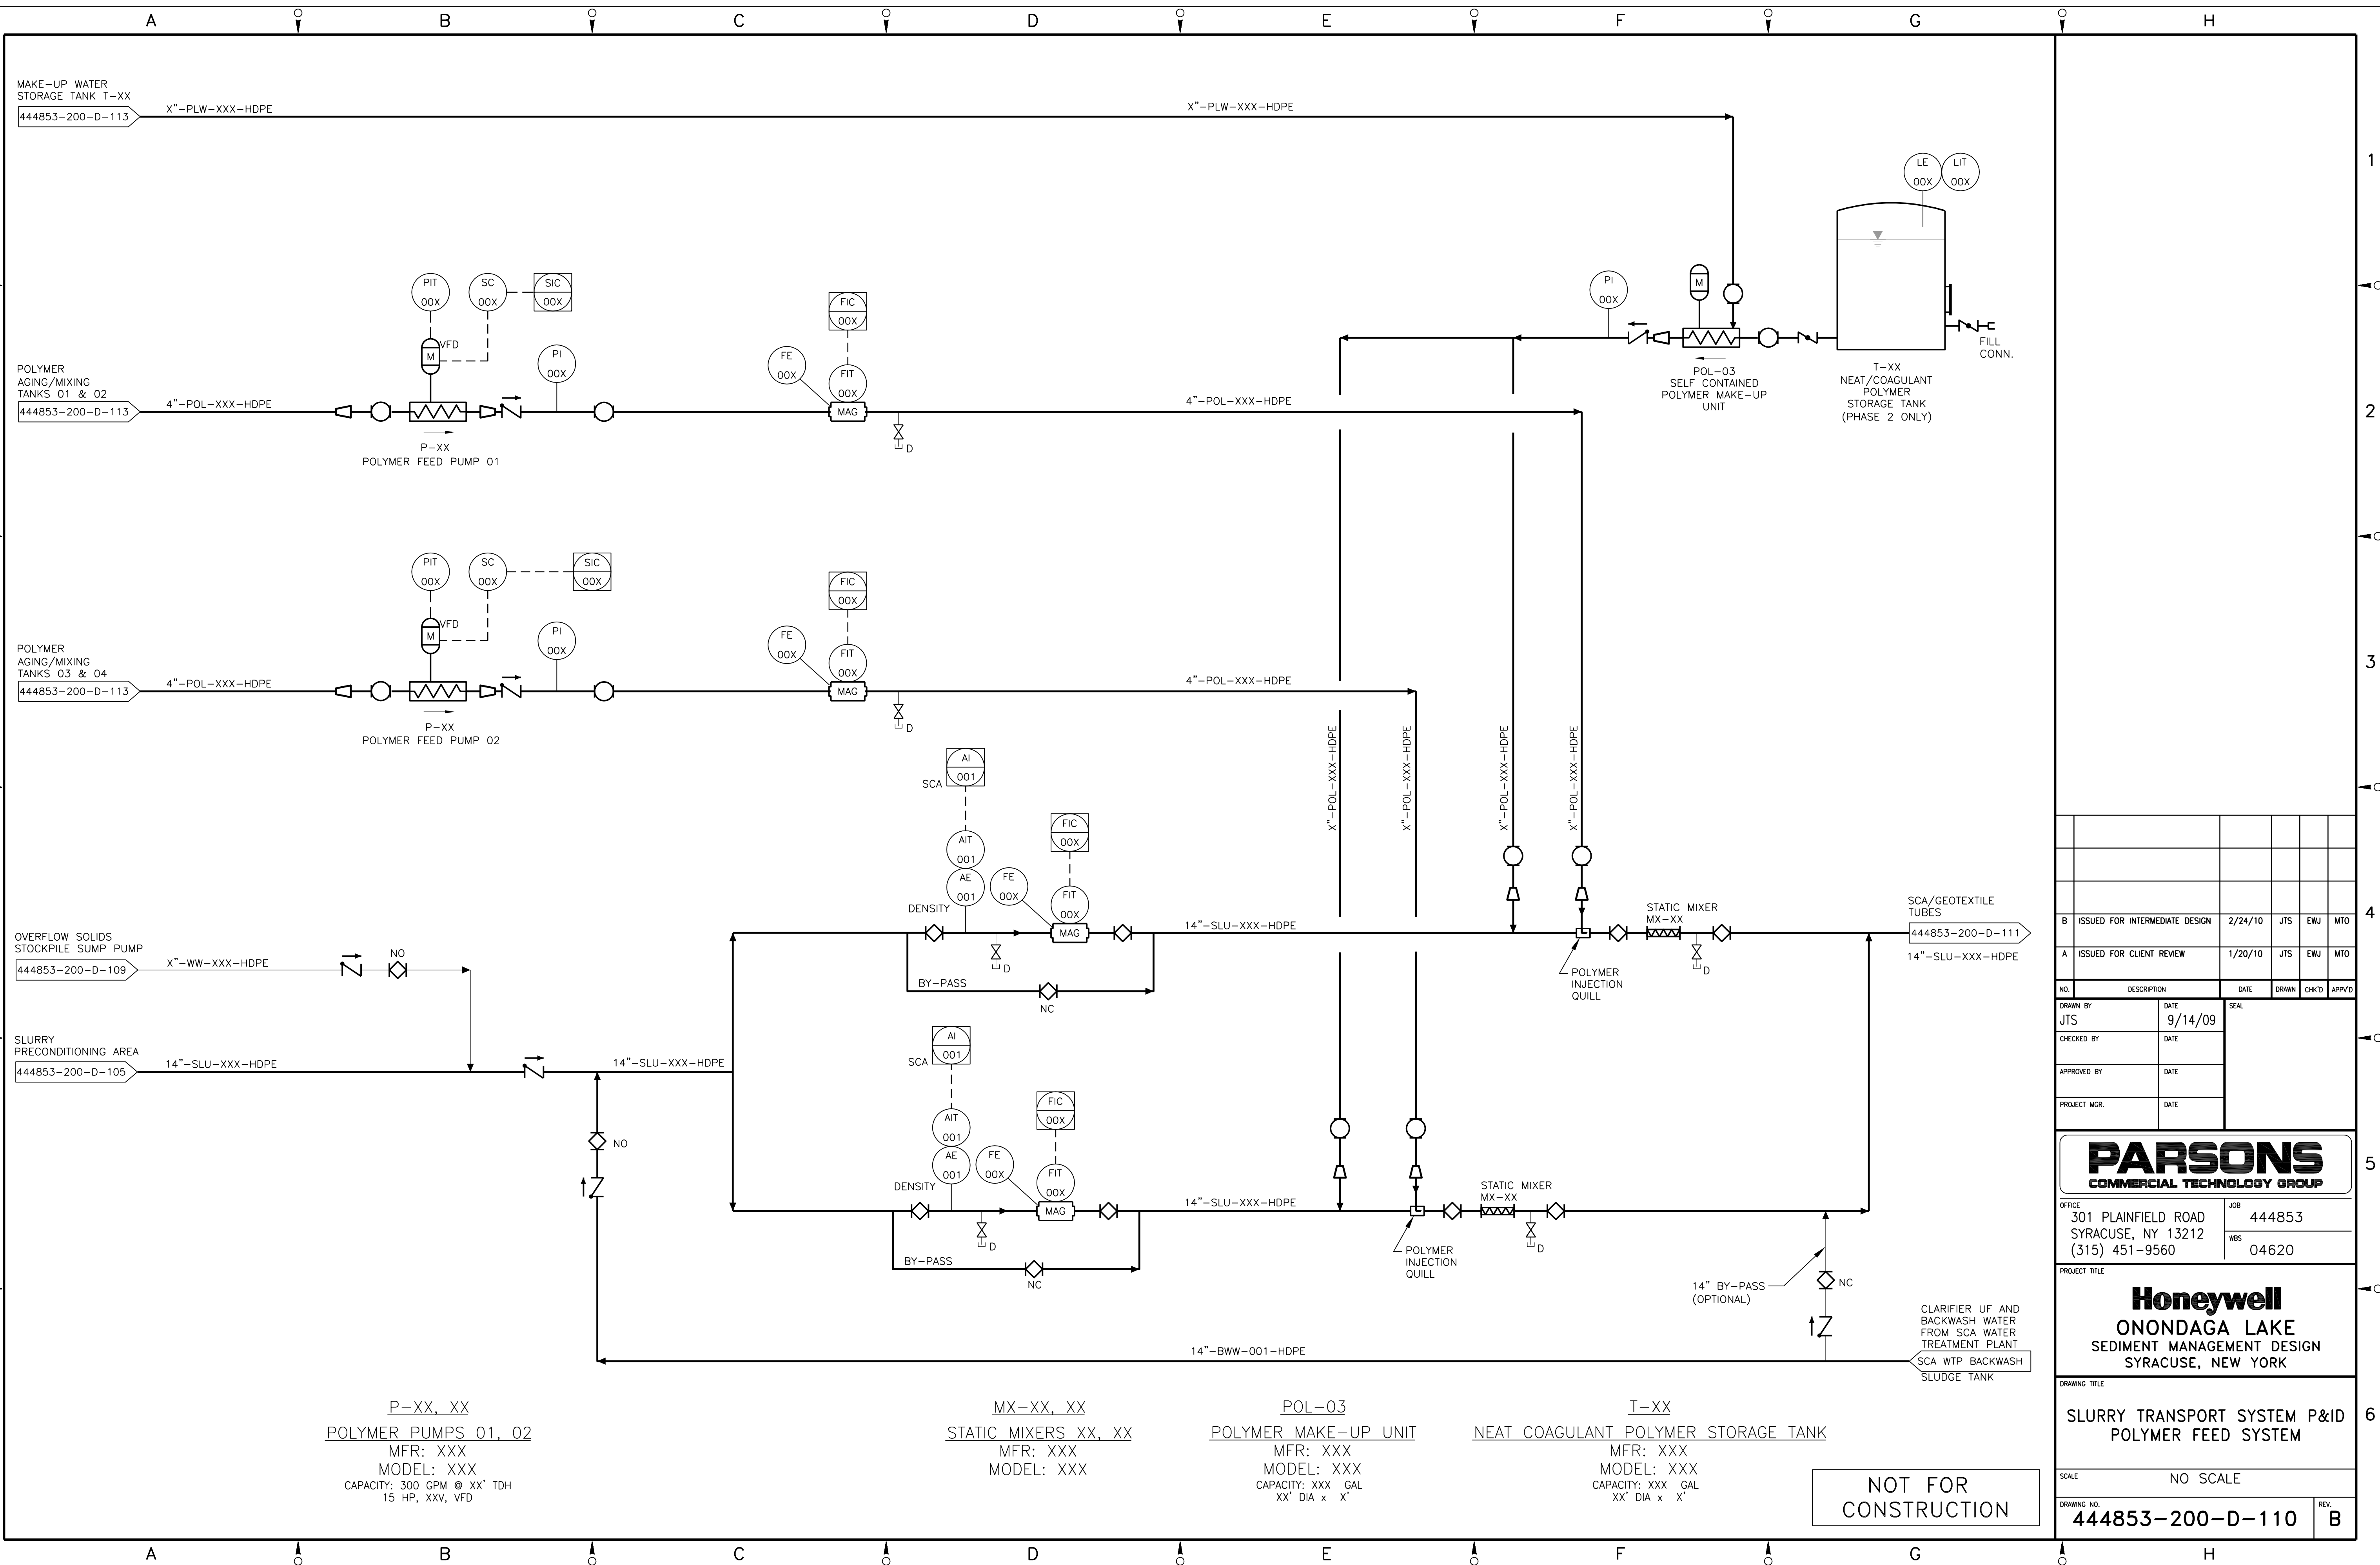 A B C D E F G H
MAKE-UP WATER
STORAGE TANK T-XX
444853-200-D-113
X"-PLW-XXX-HDPE
X"-PLW-XXX-HDPE
1
LE
00X
LIT
00X
PIT
00X
SC
00X
SIC
00X
VFD
M
PI
00X
FIC
00X
FE
00X
FIT
00X
MAG
PI
00X
M
FILL
CONN.
POL-03
SELF CONTAINED
POLYMER MAKE-UP
UNIT
T-XX
NEAT/COAGULANT
POLYMER
STORAGE TANK
(PHASE 2 ONLY)
POLYMER
AGING/MIXING
TANKS 01 & 02
444853-200-D-113
4"-POL-XXX-HDPE
4"-POL-XXX-HDPE
D
P-XX
POLYMER FEED PUMP 01
2
PIT
00X
SC
00X
SIC
00X
VFD
M
PI
00X
FIC
00X
FE
00X
FIT
00X
MAG
POLYMER
AGING/MIXING
TANKS 03 & 04
444853-200-D-113
4"-POL-XXX-HDPE
4"-POL-XXX-HDPE
D
P-XX
POLYMER FEED PUMP 02
3
X"-POL-XXX-HDPE
X"-POL-XXX-HDPE
X"-POL-XXX-HDPE
X"-POL-XXX-HDPE
SCA
AI
001
AIT
001
AE
001
DENSITY
FE
00X
FIC
00X
FIT
00X
MAG
D
14"-SLU-XXX-HDPE
BY-PASS
NC
POLYMER
INJECTION
QUILL
STATIC MIXER
MX-XX
D
SCA/GEOTEXTILE
TUBES
444853-200-D-111
14"-SLU-XXX-HDPE
4
OVERFLOW SOLIDS
STOCKPILE SUMP PUMP
444853-200-D-109
X"-WW-XXX-HDPE
NO
SLURRY
PRECONDITIONING AREA
444853-200-D-105
14"-SLU-XXX-HDPE
14"-SLU-XXX-HDPE
NO
SCA
AI
001
AIT
001
AE
001
DENSITY
FE
00X
FIC
00X
FIT
00X
MAG
D
14"-SLU-XXX-HDPE
BY-PASS
NC
POLYMER
INJECTION
QUILL
STATIC MIXER
MX-XX
D
5
14" BY-PASS
(OPTIONAL)
NC
CLARIFIER UF AND
BACKWASH WATER
FROM SCA WATER
TREATMENT PLANT
SCA WTP BACKWASH
SLUDGE TANK
14"-BWW-001-HDPE
P-XX, XX
POLYMER PUMPS 01, 02
MFR: XXX
MODEL: XXX
CAPACITY: 300 GPM @ XX' TDH
15 HP, XXV, VFD
MX-XX, XX
STATIC MIXERS XX, XX
MFR: XXX
MODEL: XXX
POL-03
POLYMER MAKE-UP UNIT
MFR: XXX
MODEL: XXX
CAPACITY: XXX GAL
XX' DIA x X'
T-XX
NEAT COAGULANT POLYMER STORAGE TANK
MFR: XXX
MODEL: XXX
CAPACITY: XXX GAL
XX' DIA x X'
NOT FOR
CONSTRUCTION
6
B ISSUED FOR INTERMEDIATE DESIGN 2/24/10 JTS EWJ MTO
A ISSUED FOR CLIENT REVIEW 1/20/10 JTS EWJ MTO
NO. DESCRIPTION DATE DRAWN CHK'D APPV'D
DRAWN BY DATE SEAL
JTS 9/14/09
CHECKED BY DATE
APPROVED BY DATE
PROJECT MGR. DATE
PARSONS
COMMERCIAL TECHNOLOGY GROUP
OFFICE
301 PLAINFIELD ROAD
SYRACUSE, NY 13212
(315) 451-9560
JOB
444853
WBS
04620
PROJECT TITLE
Honeywell
ONONDAGA LAKE
SEDIMENT MANAGEMENT DESIGN
SYRACUSE, NEW YORK
DRAWING TITLE
SLURRY TRANSPORT SYSTEM P&ID
POLYMER FEED SYSTEM
SCALE NO SCALE
DRAWING NO. REV.
444853-200-D-110 B
A B C D E F G H